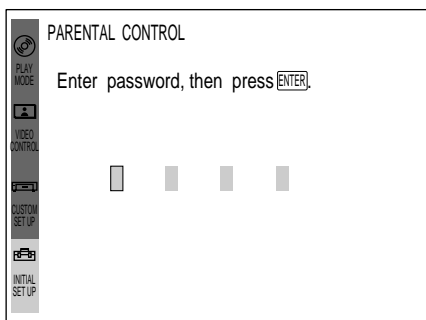 PARENTAL CONTROL
Enter password, then press ENTER.
PLAY
MODE
VIDEO
CONTROL
CUSTOM
SET UP
INITIAL
SET UP